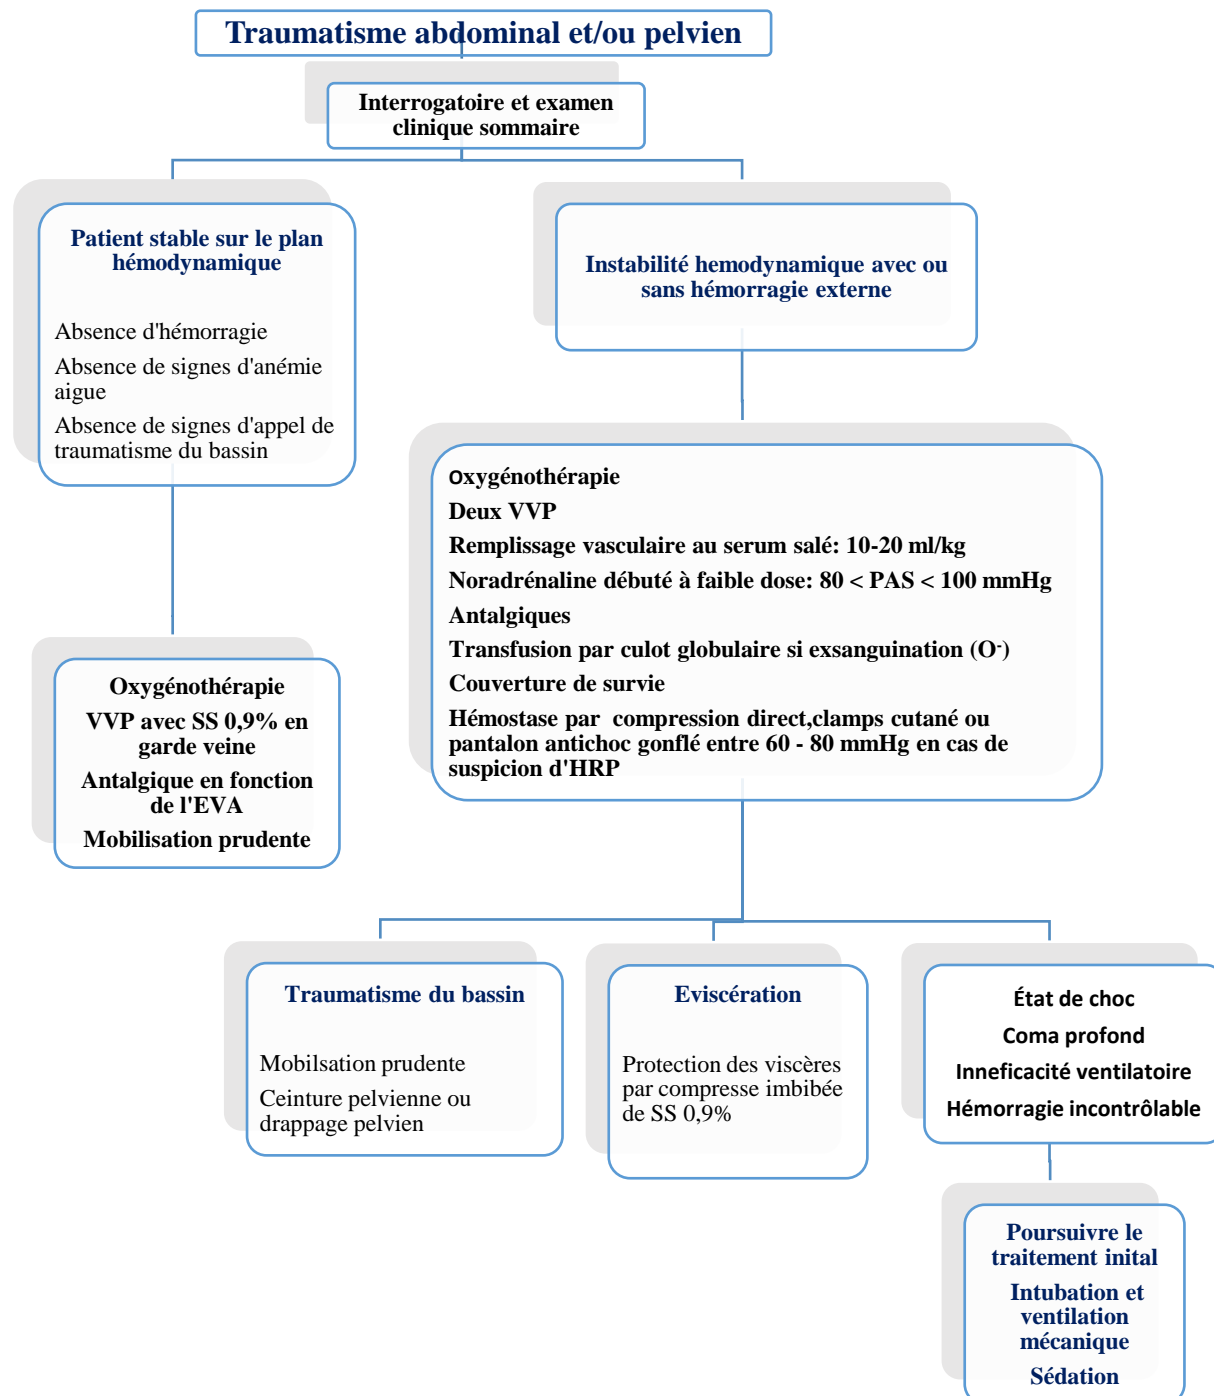 Traumatisme abdominal et/ou pelvien
Interrogatoire et examen
clinique sommaire
Patient stable sur le plan
hémodynamique
Absence d'hémorragie
Absence de signes d'anémie
aigue
Absence de signes d'appel de
traumatisme du bassin
Instabilité hemodynamique avec ou
sans hémorragie externe
Oxygénothérapie
VVP avec SS 0,9% en
garde veine
Antalgique en fonction
de l'EVA
Mobilisation prudente
Oxygénothérapie
Deux VVP
Remplissage vasculaire au serum salé: 10-20 ml/kg
Noradrénaline débuté à faible dose: 80 < PAS < 100 mmHg
Antalgiques
Transfusion par culot globulaire si exsanguination (O⁻)
Couverture de survie
Hémostase par  compression direct,clamps cutané ou
pantalon antichoc gonflé entre 60 - 80 mmHg en cas de
suspicion d'HRP
Traumatisme du bassin
Mobilsation prudente
Ceinture pelvienne ou
drappage pelvien
Eviscération
Protection des viscères
par compresse imbibée
de SS 0,9%
État de choc
Coma profond
Inneficacité ventilatoire
Hémorragie incontrôlable
Poursuivre le
traitement inital
Intubation et
ventilation
mécanique
Sédation